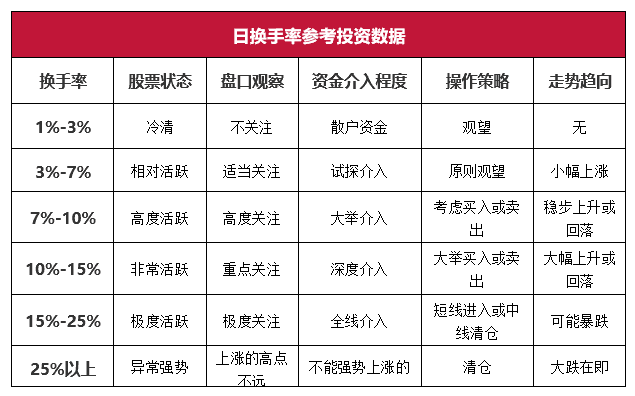 日换手率参考投资数据
换手率 股票状态 盘口观察 资金介入程度 操作策略 走势趋向
1%-3% 冷清 不关注 散户资金 观望 无
3%-7% 相对活跃 适当关注 试探介入 原则观望 小幅上涨
7%-10% 高度活跃 高度关注 大举介入 考虑买入或卖出 稳步上升或回落
10%-15% 非常活跃 重点关注 深度介入 大举买入或卖出 大幅上升或回落
15%-25% 极度活跃 极度关注 全线介入 短线进入或中线清仓 可能暴跌
25%以上 异常强势 上涨的高点不远 不能强势上涨的 清仓 大跌在即